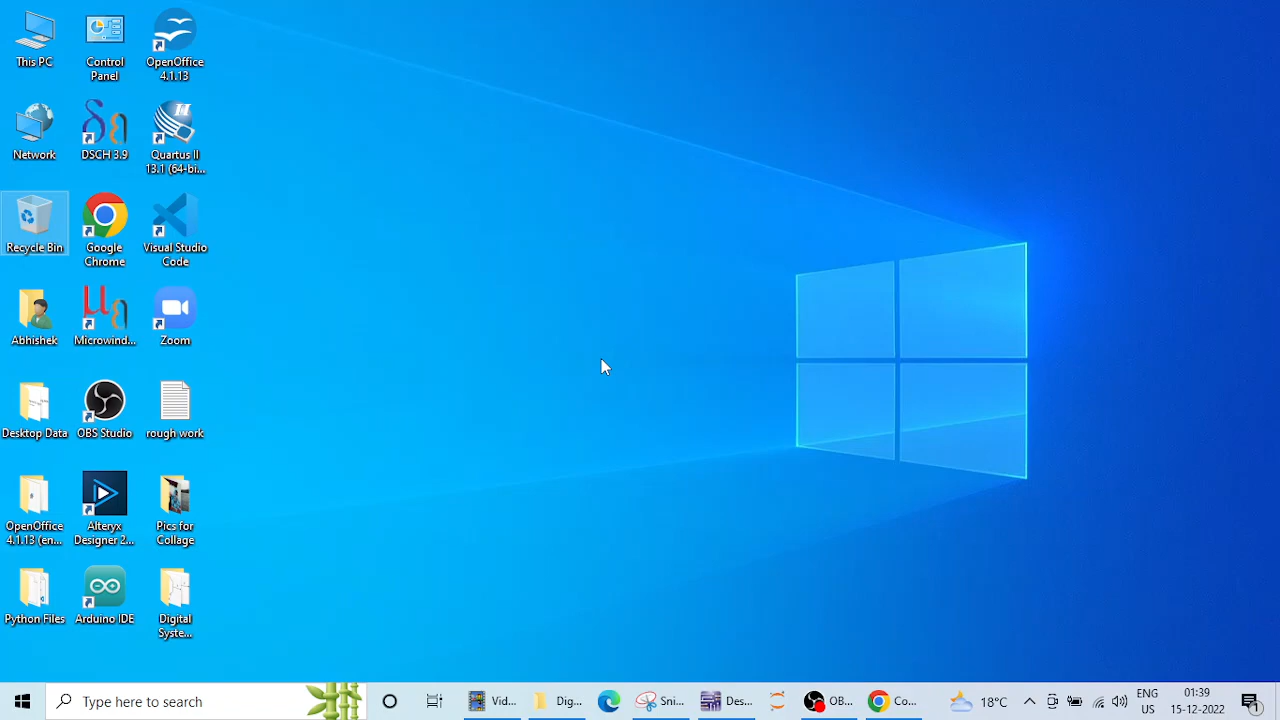 This PC
Control
Panel
OpenOffice
4.1.13
Network
DSCH 3.9
Quartus II
13.1 (64-bi...
Recycle Bin
Google
Chrome
Visual Studio
Code
Abhishek
Microwind...
Zoom
Desktop Data
OBS Studio
rough work
OpenOffice
4.1.13 (en...
Alteryx
Designer 2...
Pics for
Collage
Python Files
Arduino IDE
Digital
Syste...
Type here to search
Vid...
Dig...
Sni...
Des...
OB...
Co...
18°C
ENG
US
01:39
15-12-2022
1